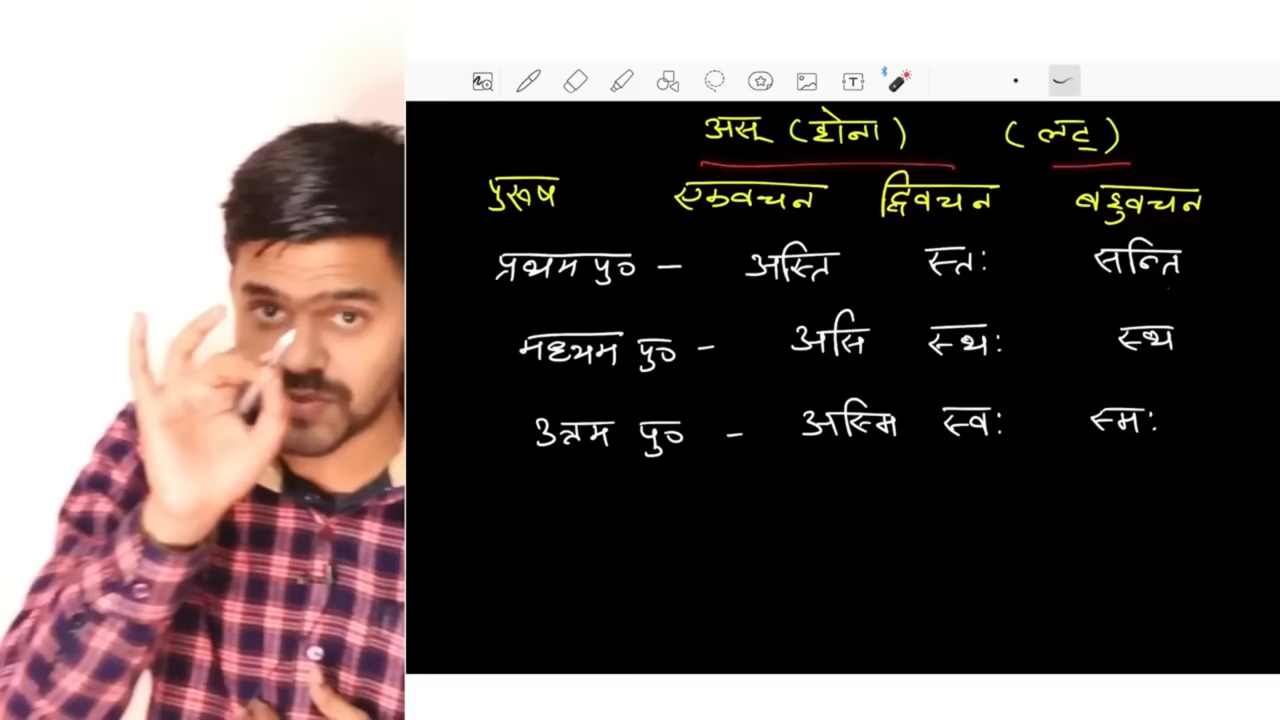 अस् (होना) (लट्)
पुरूष एकवचन द्विवचन बहुवचन
प्रथम पु० - अस्ति स्तः सन्ति
मध्यम पु० - असि स्थः स्थ
उत्तम पु० - अस्मि स्वः स्मः